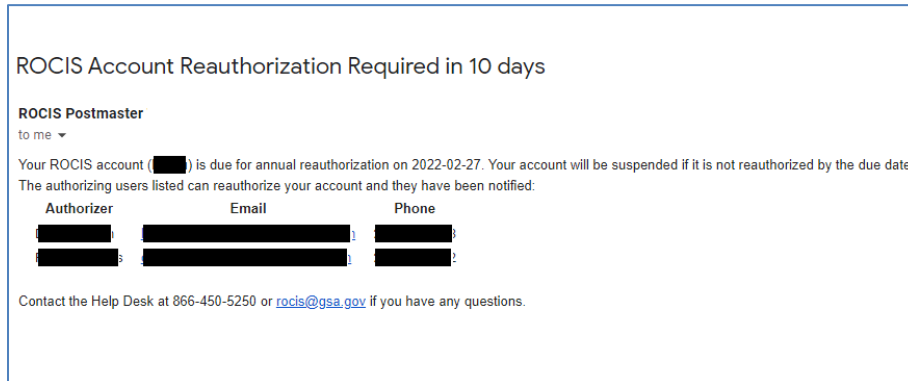 ROCIS Account Reauthorization Required in 10 days
ROCIS Postmaster
to me
Your ROCIS account ( ) is due for annual reauthorization on 2022-02-27. Your account will be suspended if it is not reauthorized by the due date
The authorizing users listed can reauthorize your account and they have been notified:
Authorizer Email Phone
Contact the Help Desk at 866-450-5250 or rocis@gsa.gov if you have any questions.